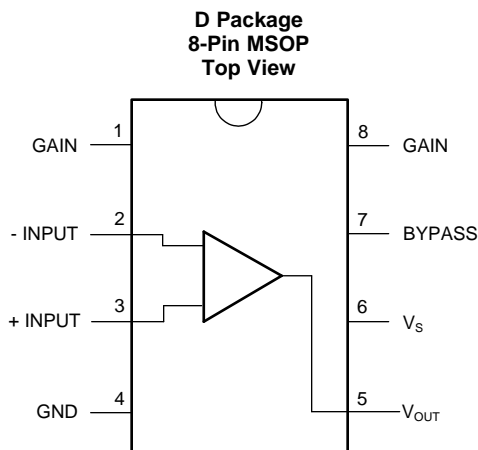 D Package
8-Pin MSOP
Top View
GAIN 1
8 GAIN
- INPUT 2
7 BYPASS
+ INPUT 3
6 VS
GND 4
5 VOUT